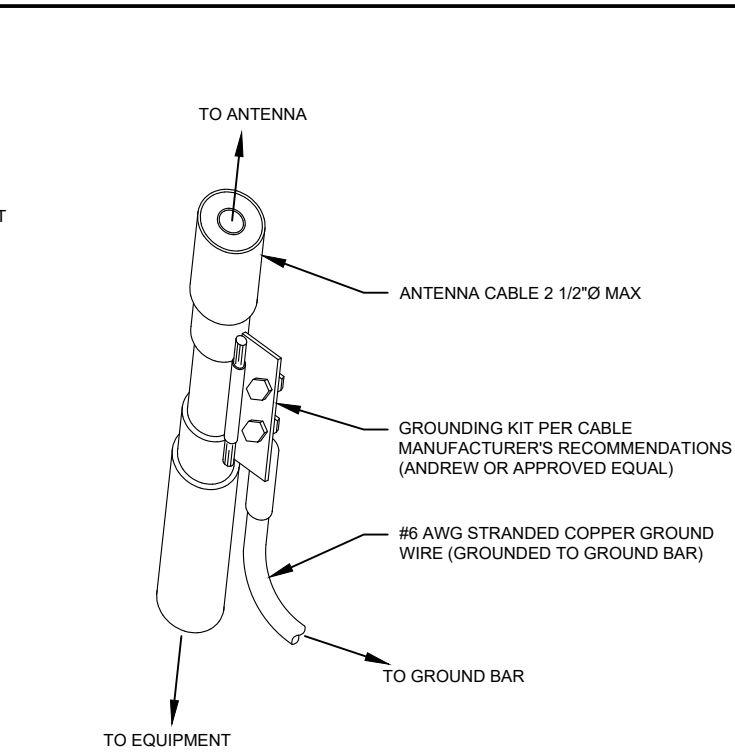 TO ANTENNA
T
ANTENNA CABLE 2 1/2"Ø MAX
GROUNDING KIT PER CABLE
MANUFACTURER'S RECOMMENDATIONS
(ANDREW OR APPROVED EQUAL)
#6 AWG STRANDED COPPER GROUND
WIRE (GROUNDED TO GROUND BAR)
TO GROUND BAR
TO EQUIPMENT